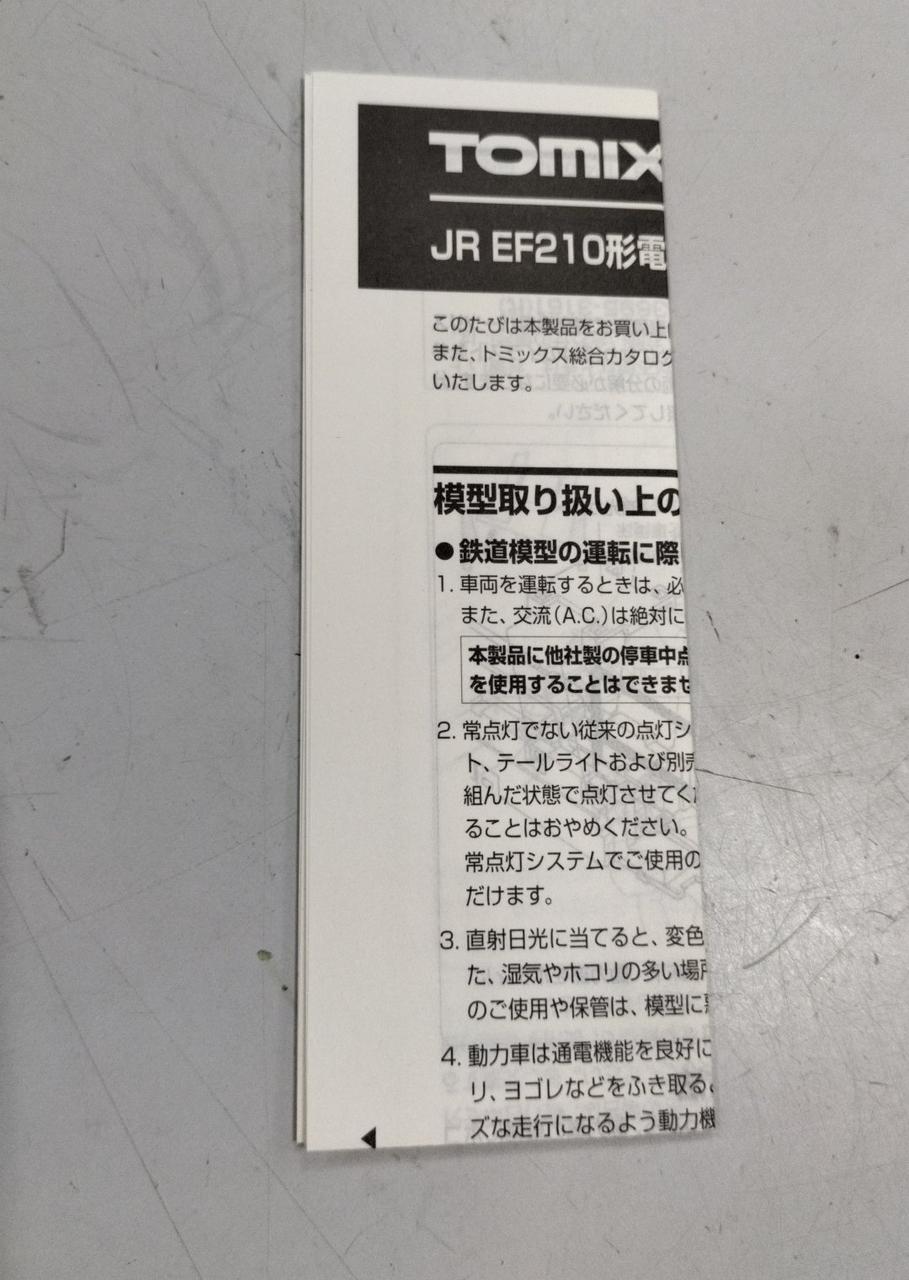 TOMIX
JR EF210形電
このたびは本製品をお買い上
また、トミックス総合カタログ
いたします。
模型取り扱い上の
●鉄道模型の運転に際
1. 車両を運転するときは、必
また、交流(A.C.)は絶対に
本製品に他社製の停車中点
を使用することはできませ
2. 常点灯でない従来の点灯シ
ト、テールライトおよび別売
組んだ状態で点灯させてく
ることはおやめください。
常点灯システムでご使用の
だけます。
3. 直射日光に当てると、変色
た、湿気やホコリの多い場所
のご使用や保管は、模型に
4. 動力車は通電機能を良好に
リ、ヨゴレなどをふき取る
ズな走行になるよう動力機